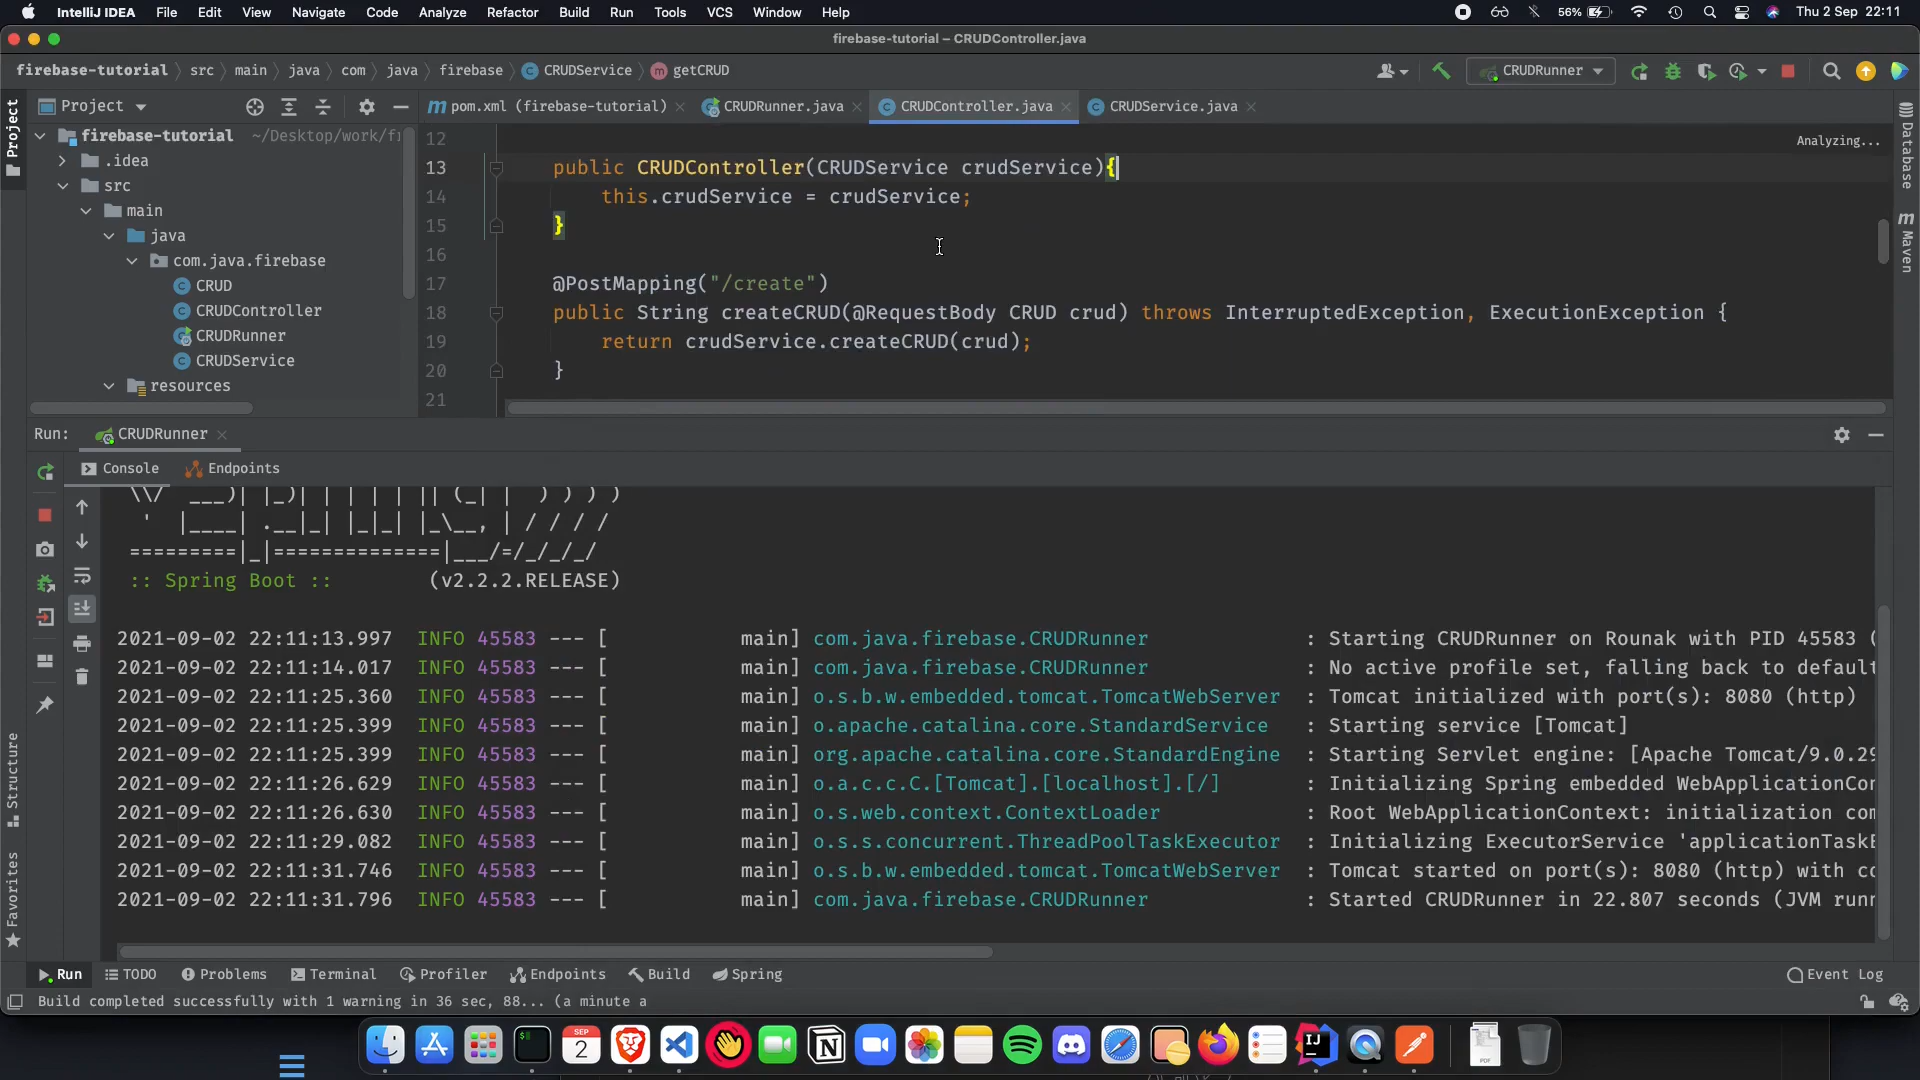 IntelliJ IDEA File Edit View Navigate Code Analyze Refactor Build Run Tools VCS Window Help 56% Thu 2 Sep 22:11
firebase-tutorial – CRUDController.java
firebase-tutorial src main java com java firebase CRUDService getCRUD CRUDRunner
Project
Project
pom.xml (firebase-tutorial) CRUDRunner.java CRUDController.java CRUDService.java
firebase-tutorial ~/Desktop/work/fi
.idea
src
main
java
com.java.firebase
CRUD
CRUDController
CRUDRunner
CRUDService
resources
Analyzing...
12
13 public CRUDController(CRUDService crudService){
14 this.crudService = crudService;
15 }
16
17 @PostMapping("/create")
18 public String createCRUD(@RequestBody CRUD crud) throws InterruptedException, ExecutionException {
19 return crudService.createCRUD(crud);
20 }
21
Database
Maven
Run: CRUDRunner
Console Endpoints
\\/ ___)| |_)| | | | | || (_| | ) ) ) )
' |____| .__|_| |_|_| |_\__, | / / / /
=========|_|==============|___/=/_/_/_/
:: Spring Boot :: (v2.2.2.RELEASE)
2021-09-02 22:11:13.997 INFO 45583 --- [ main] com.java.firebase.CRUDRunner : Starting CRUDRunner on Rounak with PID 45583 (
2021-09-02 22:11:14.017 INFO 45583 --- [ main] com.java.firebase.CRUDRunner : No active profile set, falling back to default
2021-09-02 22:11:25.360 INFO 45583 --- [ main] o.s.b.w.embedded.tomcat.TomcatWebServer : Tomcat initialized with port(s): 8080 (http)
2021-09-02 22:11:25.399 INFO 45583 --- [ main] o.apache.catalina.core.StandardService : Starting service [Tomcat]
2021-09-02 22:11:25.399 INFO 45583 --- [ main] org.apache.catalina.core.StandardEngine : Starting Servlet engine: [Apache Tomcat/9.0.29
2021-09-02 22:11:26.629 INFO 45583 --- [ main] o.a.c.c.C.[Tomcat].[localhost].[/] : Initializing Spring embedded WebApplicationCon
2021-09-02 22:11:26.630 INFO 45583 --- [ main] o.s.web.context.ContextLoader : Root WebApplicationContext: initialization com
2021-09-02 22:11:29.082 INFO 45583 --- [ main] o.s.s.concurrent.ThreadPoolTaskExecutor : Initializing ExecutorService 'applicationTaskE
2021-09-02 22:11:31.746 INFO 45583 --- [ main] o.s.b.w.embedded.tomcat.TomcatWebServer : Tomcat started on port(s): 8080 (http) with co
2021-09-02 22:11:31.796 INFO 45583 --- [ main] com.java.firebase.CRUDRunner : Started CRUDRunner in 22.807 seconds (JVM runn
Structure
Favorites
Run TODO Problems Terminal Profiler Endpoints Build Spring Event Log
Build completed successfully with 1 warning in 36 sec, 88... (a minute a
SEP
2
IJ
PDF